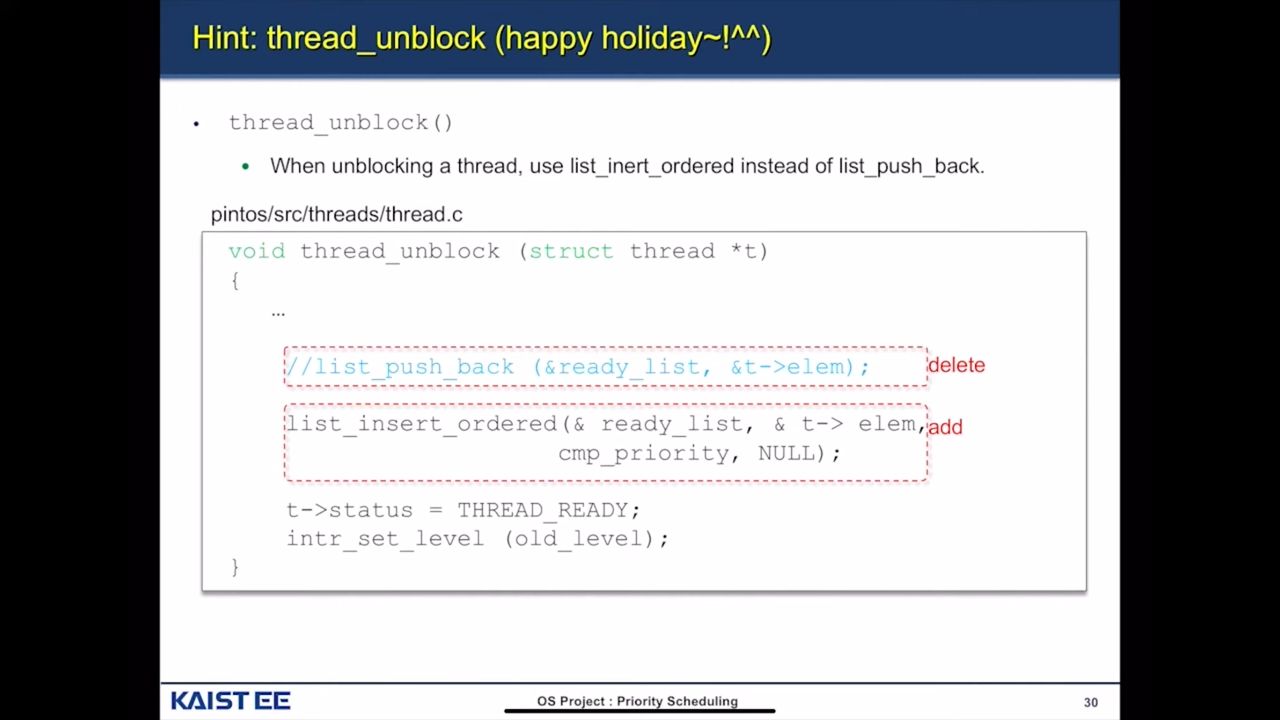 Hint: thread_unblock (happy holiday~!^^)
• thread_unblock()
• When unblocking a thread, use list_inert_ordered instead of list_push_back.
pintos/src/threads/thread.c
void thread_unblock (struct thread *t)
{
…
//list_push_back (&ready_list, &t->elem); delete
list_insert_ordered(& ready_list, & t-> elem, add
cmp_priority, NULL);
t->status = THREAD_READY;
intr_set_level (old_level);
}
KAIST EE
OS Project : Priority Scheduling
30